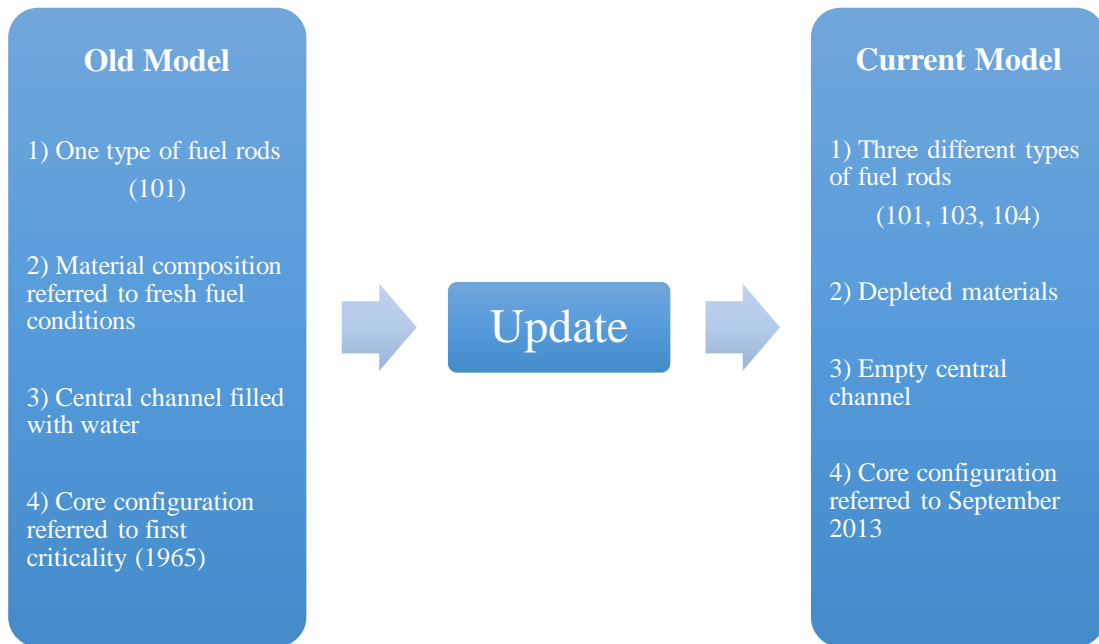 Old Model
1) One type of fuel rods
(101)
2) Material composition
referred to fresh fuel
conditions
3) Central channel filled
with water
4) Core configuration
referred to first
criticality (1965)
Update
Current Model
1) Three different types
of fuel rods
(101, 103, 104)
2) Depleted materials
3) Empty central
channel
4) Core configuration
referred to September
2013